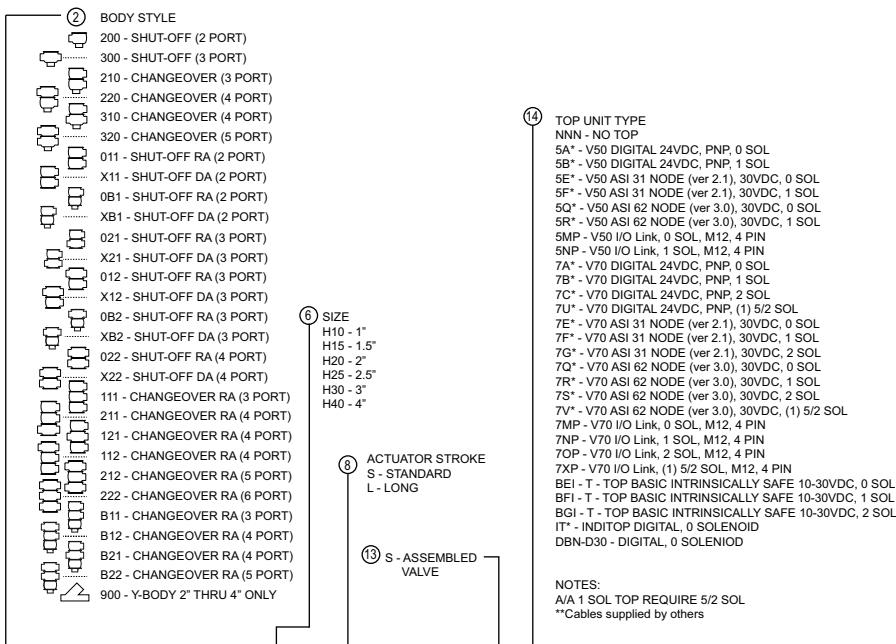 2 BODY STYLE
200 - SHUT-OFF (2 PORT)
300 - SHUT-OFF (3 PORT)
210 - CHANGEOVER (3 PORT)
220 - CHANGEOVER (4 PORT)
310 - CHANGEOVER (4 PORT)
320 - CHANGEOVER (5 PORT)
011 - SHUT-OFF RA (2 PORT)
X11 - SHUT-OFF DA (2 PORT)
0B1 - SHUT-OFF RA (2 PORT)
XB1 - SHUT-OFF DA (2 PORT)
021 - SHUT-OFF RA (3 PORT)
X21 - SHUT-OFF DA (3 PORT)
012 - SHUT-OFF RA (3 PORT)
X12 - SHUT-OFF DA (3 PORT)
0B2 - SHUT-OFF RA (3 PORT)
XB2 - SHUT-OFF DA (3 PORT)
022 - SHUT-OFF RA (4 PORT)
X22 - SHUT-OFF DA (4 PORT)
111 - CHANGEOVER RA (3 PORT)
211 - CHANGEOVER RA (4 PORT)
121 - CHANGEOVER RA (4 PORT)
112 - CHANGEOVER RA (4 PORT)
212 - CHANGEOVER RA (5 PORT)
222 - CHANGEOVER RA (6 PORT)
B11 - CHANGEOVER RA (3 PORT)
B12 - CHANGEOVER RA (4 PORT)
B21 - CHANGEOVER RA (4 PORT)
B22 - CHANGEOVER RA (5 PORT)
900 - Y-BODY 2" THRU 4" ONLY
6 SIZE
H10 - 1"
H15 - 1.5"
H20 - 2"
H25 - 2.5"
H30 - 3"
H40 - 4"
8 ACTUATOR STROKE
S - STANDARD
L - LONG
13 S - ASSEMBLED
VALVE
14 TOP UNIT TYPE
NNN - NO TOP
5A* - V50 DIGITAL 24VDC, PNP, 0 SOL
5B* - V50 DIGITAL 24VDC, PNP, 1 SOL
5E* - V50 ASI 31 NODE (ver 2.1), 30VDC, 0 SOL
5F* - V50 ASI 31 NODE (ver 2.1), 30VDC, 1 SOL
5Q* - V50 ASI 62 NODE (ver 3.0), 30VDC, 0 SOL
5R* - V50 ASI 62 NODE (ver 3.0), 30VDC, 1 SOL
5MP - V50 I/O Link, 0 SOL, M12, 4 PIN
5NP - V50 I/O Link, 1 SOL, M12, 4 PIN
7A* - V70 DIGITAL 24VDC, PNP, 0 SOL
7B* - V70 DIGITAL 24VDC, PNP, 1 SOL
7C* - V70 DIGITAL 24VDC, PNP, 2 SOL
7U* - V70 DIGITAL 24VDC, PNP, (1) 5/2 SOL
7E* - V70 ASI 31 NODE (ver 2.1), 30VDC, 0 SOL
7F* - V70 ASI 31 NODE (ver 2.1), 30VDC, 1 SOL
7G* - V70 ASI 31 NODE (ver 2.1), 30VDC, 2 SOL
7Q* - V70 ASI 62 NODE (ver 3.0), 30VDC, 0 SOL
7R* - V70 ASI 62 NODE (ver 3.0), 30VDC, 1 SOL
7S* - V70 ASI 62 NODE (ver 3.0), 30VDC, 2 SOL
7V* - V70 ASI 62 NODE (ver 3.0), 30VDC, (1) 5/2 SOL
7MP - V70 I/O Link, 0 SOL, M12, 4 PIN
7NP - V70 I/O Link, 1 SOL, M12, 4 PIN
7OP - V70 I/O Link, 2 SOL, M12, 4 PIN
7XP - V70 I/O Link, (1) 5/2 SOL, M12, 4 PIN
BEI - T - TOP BASIC INTRINSICALLY SAFE 10-30VDC, 0 SOL
BFI - T - TOP BASIC INTRINSICALLY SAFE 10-30VDC, 1 SOL
BGI - T - TOP BASIC INTRINSICALLY SAFE 10-30VDC, 2 SOL
IT* - INDITOP DIGITAL, 0 SOLENOID
DBN-D30 - DIGITAL, 0 SOLENIOD
NOTES:
A/A 1 SOL TOP REQUIRE 5/2 SOL
**Cables supplied by others